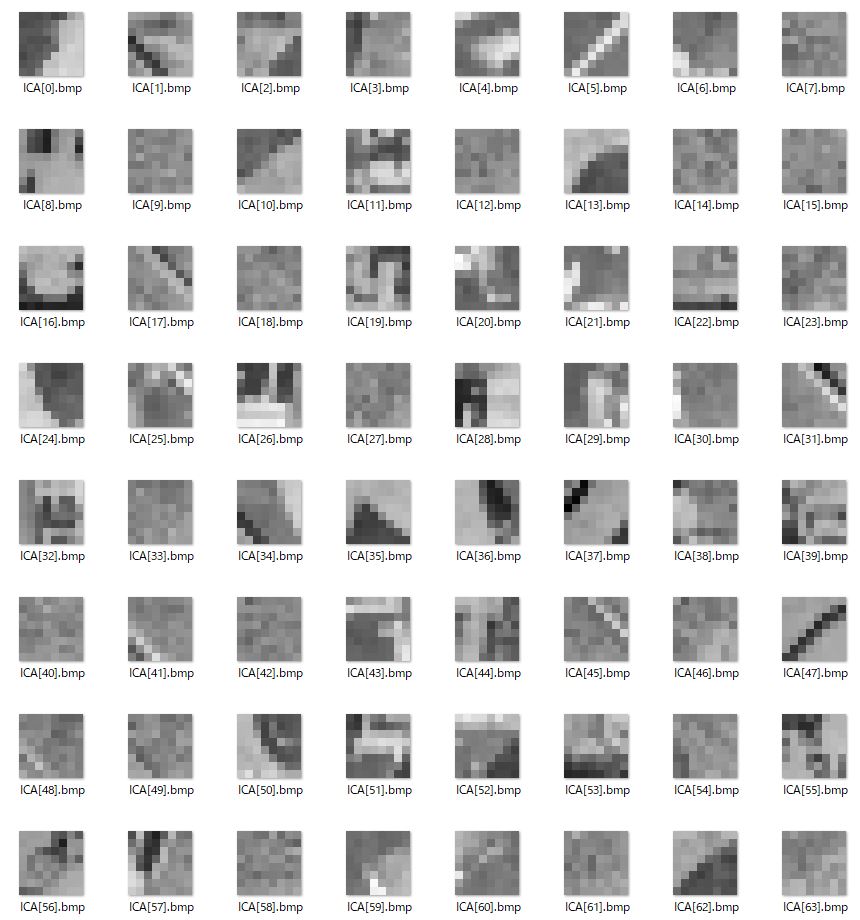 ICA[0].bmp ICA[1].bmp ICA[2].bmp ICA[3].bmp ICA[4].bmp ICA[5].bmp ICA[6].bmp ICA[7].bmp
ICA[8].bmp ICA[9].bmp ICA[10].bmp ICA[11].bmp ICA[12].bmp ICA[13].bmp ICA[14].bmp ICA[15].bmp
ICA[16].bmp ICA[17].bmp ICA[18].bmp ICA[19].bmp ICA[20].bmp ICA[21].bmp ICA[22].bmp ICA[23].bmp
ICA[24].bmp ICA[25].bmp ICA[26].bmp ICA[27].bmp ICA[28].bmp ICA[29].bmp ICA[30].bmp ICA[31].bmp
ICA[32].bmp ICA[33].bmp ICA[34].bmp ICA[35].bmp ICA[36].bmp ICA[37].bmp ICA[38].bmp ICA[39].bmp
ICA[40].bmp ICA[41].bmp ICA[42].bmp ICA[43].bmp ICA[44].bmp ICA[45].bmp ICA[46].bmp ICA[47].bmp
ICA[48].bmp ICA[49].bmp ICA[50].bmp ICA[51].bmp ICA[52].bmp ICA[53].bmp ICA[54].bmp ICA[55].bmp
ICA[56].bmp ICA[57].bmp ICA[58].bmp ICA[59].bmp ICA[60].bmp ICA[61].bmp ICA[62].bmp ICA[63].bmp